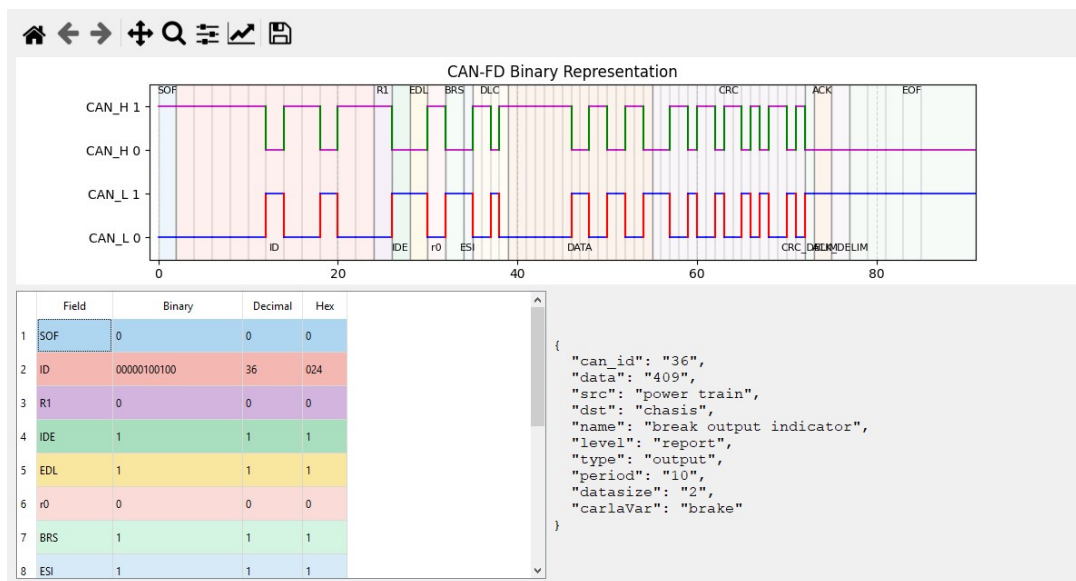 CAN-FD Binary Representation
SOF R1 EDL BRS DLC CRC ACK EOF
CAN_H 1
CAN_H 0
CAN_L 1
CAN_L 0
ID IDE r0 ESI DATA
0 20 40 60 80
Field Binary Decimal Hex
1 SOF 0 0 0
2 ID 00000100100 36 024
3 R1 0 0 0
4 IDE 1 1 1
5 EDL 1 1 1
6 r0 0 0 0
7 BRS 1 1 1
8 ESI 1 1 1
{
"can_id": "36",
"data": "409",
"src": "power train",
"dst": "chasis",
"name": "break output indicator",
"level": "report",
"type": "output",
"period": "10",
"datasize": "2",
"carlaVar": "brake"
}